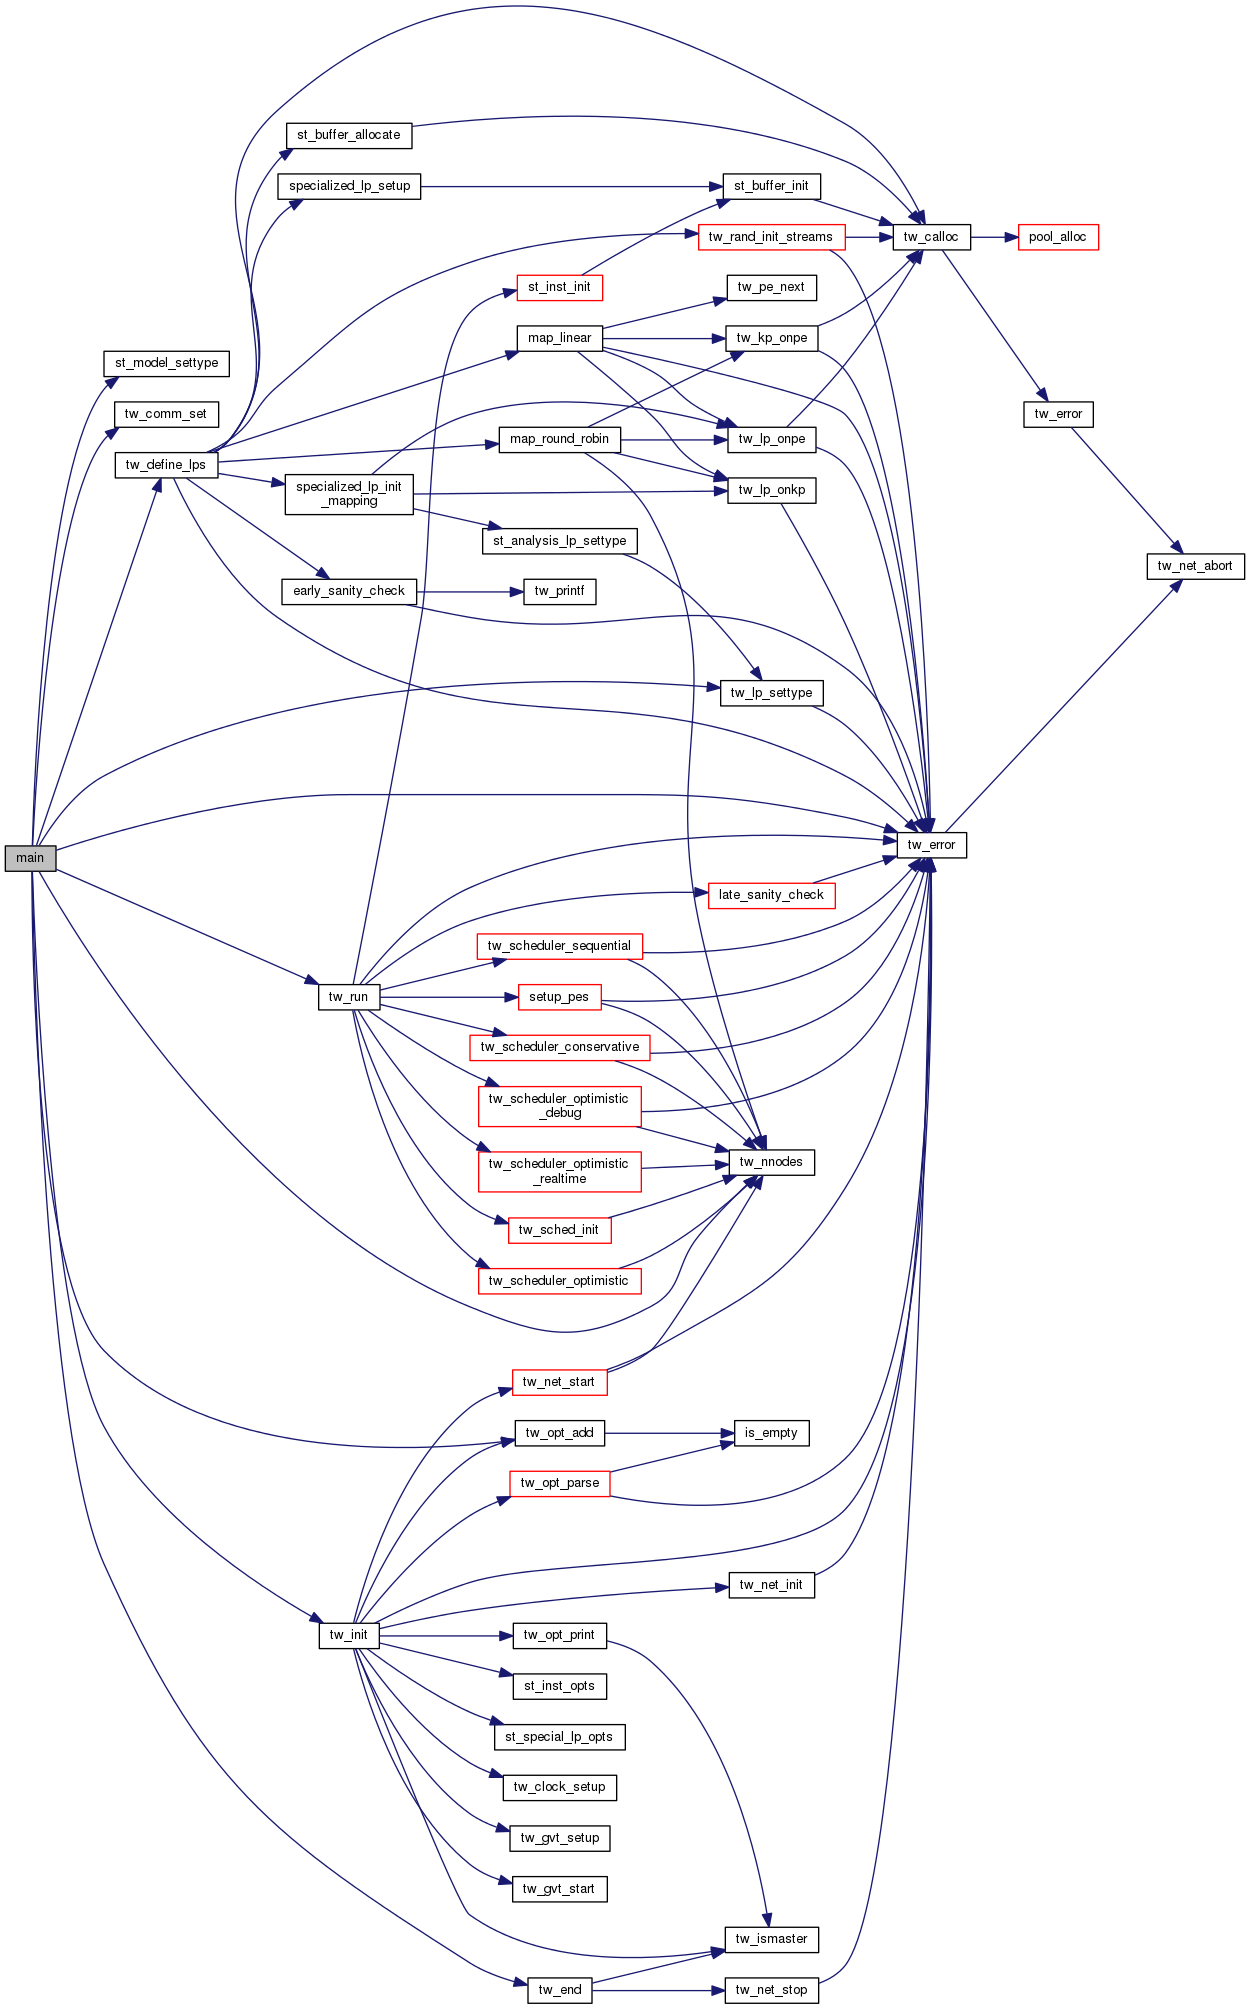 st_buffer_allocate
specialized_lp_setup
st_buffer_init
tw_rand_init_streams
tw_calloc
pool_alloc
st_inst_init
tw_pe_next
map_linear
tw_kp_onpe
st_model_settype
tw_comm_set
tw_error
tw_define_lps
map_round_robin
tw_lp_onpe
specialized_lp_init
_mapping
tw_lp_onkp
st_analysis_lp_settype
tw_net_abort
early_sanity_check
tw_printf
tw_lp_settype
main
tw_error
late_sanity_check
tw_scheduler_sequential
tw_run
setup_pes
tw_scheduler_conservative
tw_scheduler_optimistic
_debug
tw_nnodes
tw_scheduler_optimistic
_realtime
tw_sched_init
tw_scheduler_optimistic
tw_net_start
tw_opt_add
is_empty
tw_opt_parse
tw_net_init
tw_init
tw_opt_print
st_inst_opts
st_special_lp_opts
tw_clock_setup
tw_gvt_setup
tw_gvt_start
tw_ismaster
tw_end
tw_net_stop